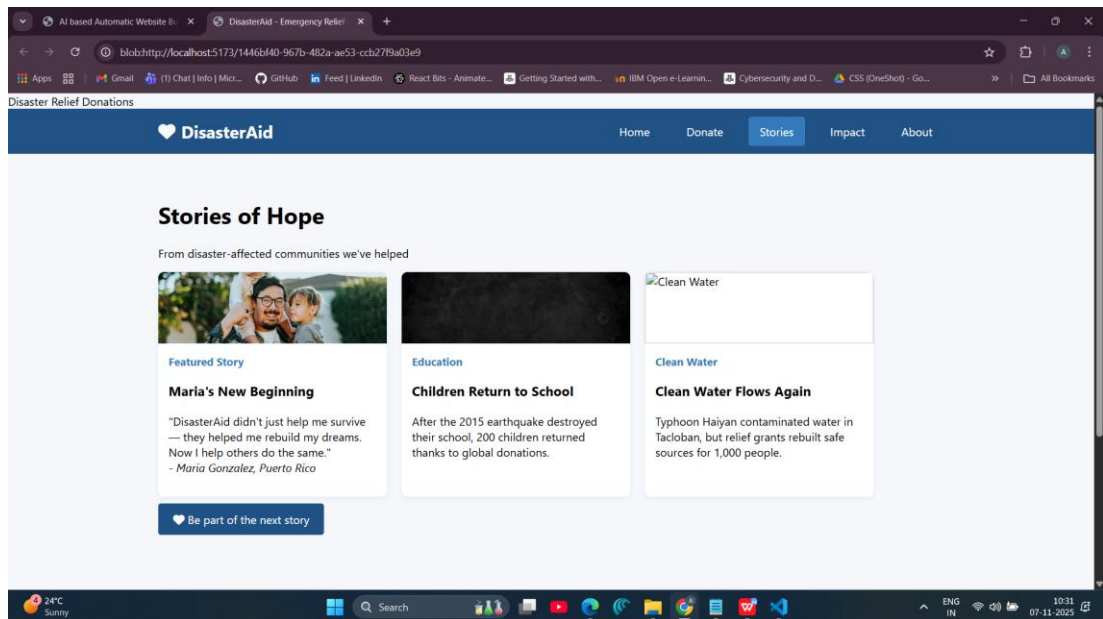 AI based Automatic Website Bu
DisasterAid - Emergency Relief
blob:http://localhost:5173/1446bf40-967b-482a-ae53-ccb27f9a03e9
Apps
Gmail
(1) Chat | Info | Micr...
GitHub
Feed | LinkedIn
React Bits - Animate...
Getting Started with...
IBM Open e-Learnin...
Cybersecurity and D...
CSS (OneShot) - Go...
All Bookmarks
Disaster Relief Donations
DisasterAid
Home Donate Stories Impact About
Stories of Hope
From disaster-affected communities we've helped
Featured Story
Maria's New Beginning
"DisasterAid didn't just help me survive
— they helped me rebuild my dreams.
Now I help others do the same."
- Maria Gonzalez, Puerto Rico
Education
Children Return to School
After the 2015 earthquake destroyed
their school, 200 children returned
thanks to global donations.
Clean Water
Clean Water
Clean Water Flows Again
Typhoon Haiyan contaminated water in
Tacloban, but relief grants rebuilt safe
sources for 1,000 people.
Be part of the next story
4
24°C
Sunny
Search
ENG
IN
10:31
07-11-2025